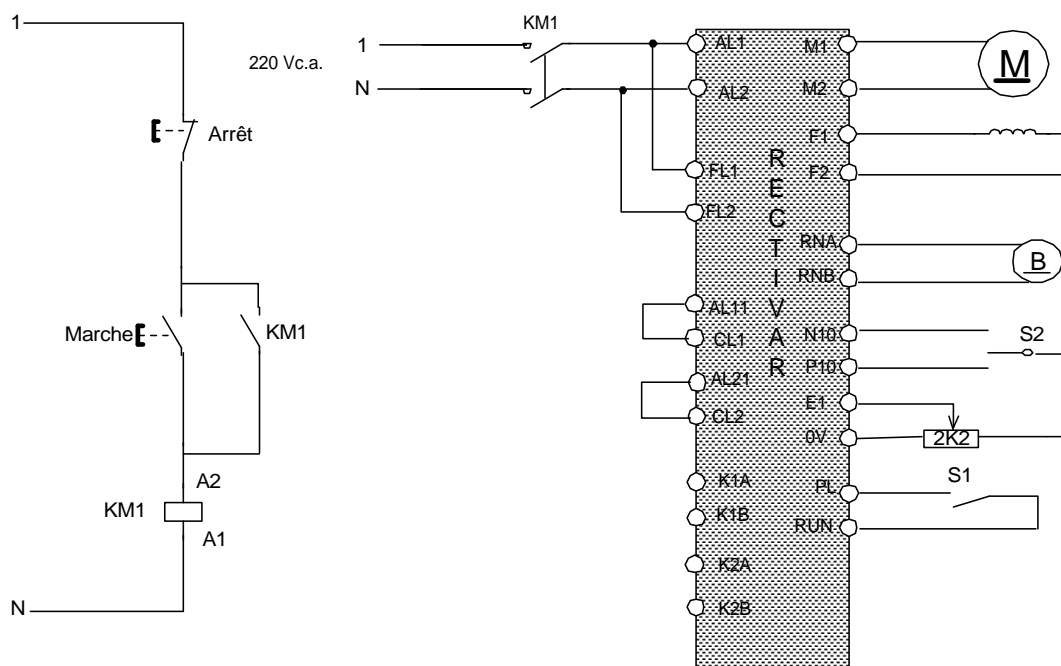 1
220 Vc.a.
Arrêt
Marche
KM1
A2
KM1
A1
N
KM1
1
N
AL1
AL2
FL1
FL2
AL11
CL1
AL21
CL2
K1A
K1B
K2A
K2B
RECTIVAR
M1
M2
F1
F2
RNA
RNB
N10
P10
E1
0V
PL
RUN
M
B
S2
2K2
S1